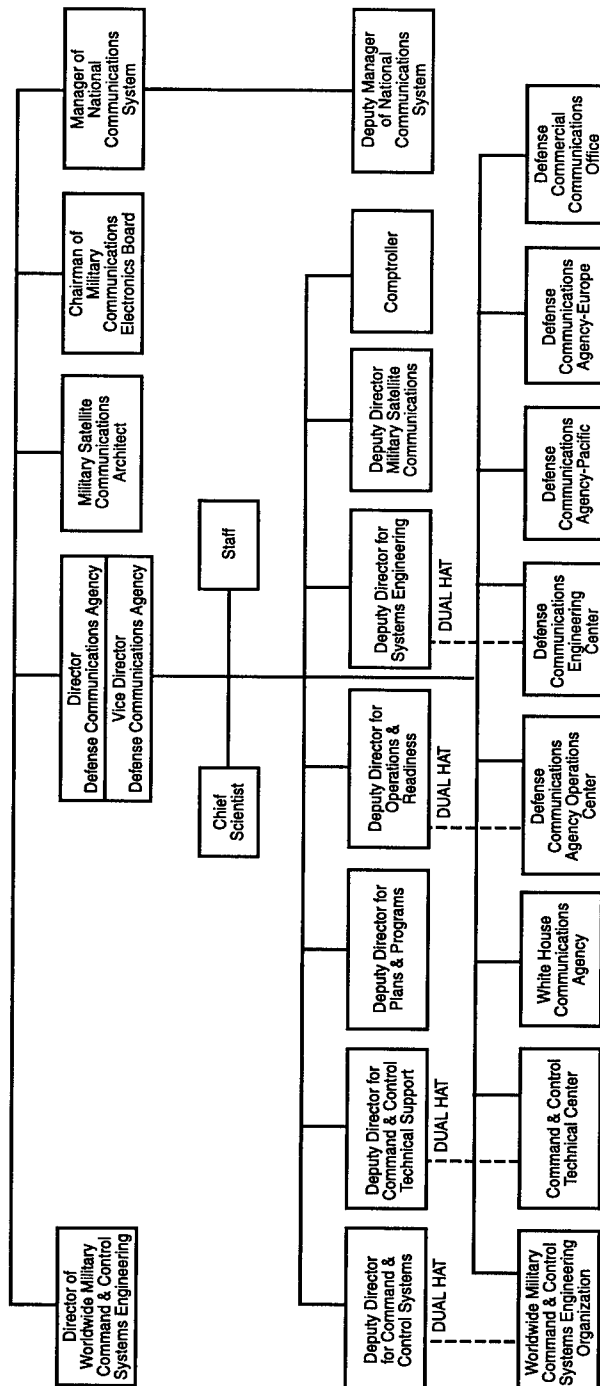 Director of
Worldwide Military
Command & Control
Systems Engineering
Director
Defense Communications Agency
Vice Director
Defense Communications Agency
Military Satellite
Communications
Architect
Chairman of
Military
Communications
Electronics Board
Manager of
National
Communications
System
Chief
Scientist
Staff
Deputy Director
for Command &
Control Systems
Deputy Director for
Command & Control
Technical Support
Deputy Director for
Plans & Programs
Deputy Director for
Operations &
Readiness
Deputy Director for
Systems Engineering
Deputy Director
Military Satellite
Communications
Comptroller
Deputy Manager
of National
Communications
System
DUAL HAT
DUAL HAT
DUAL HAT
DUAL HAT
Worldwide Military
Command & Control
Systems Engineering
Organization
Command & Control
Technical Center
White House
Communications
Agency
Defense
Communications
Agency Operations
Center
Defense
Communications
Engineering
Center
Defense
Communications
Agency-Pacific
Defense
Communications
Agency-Europe
Defense
Commercial
Communications
Office